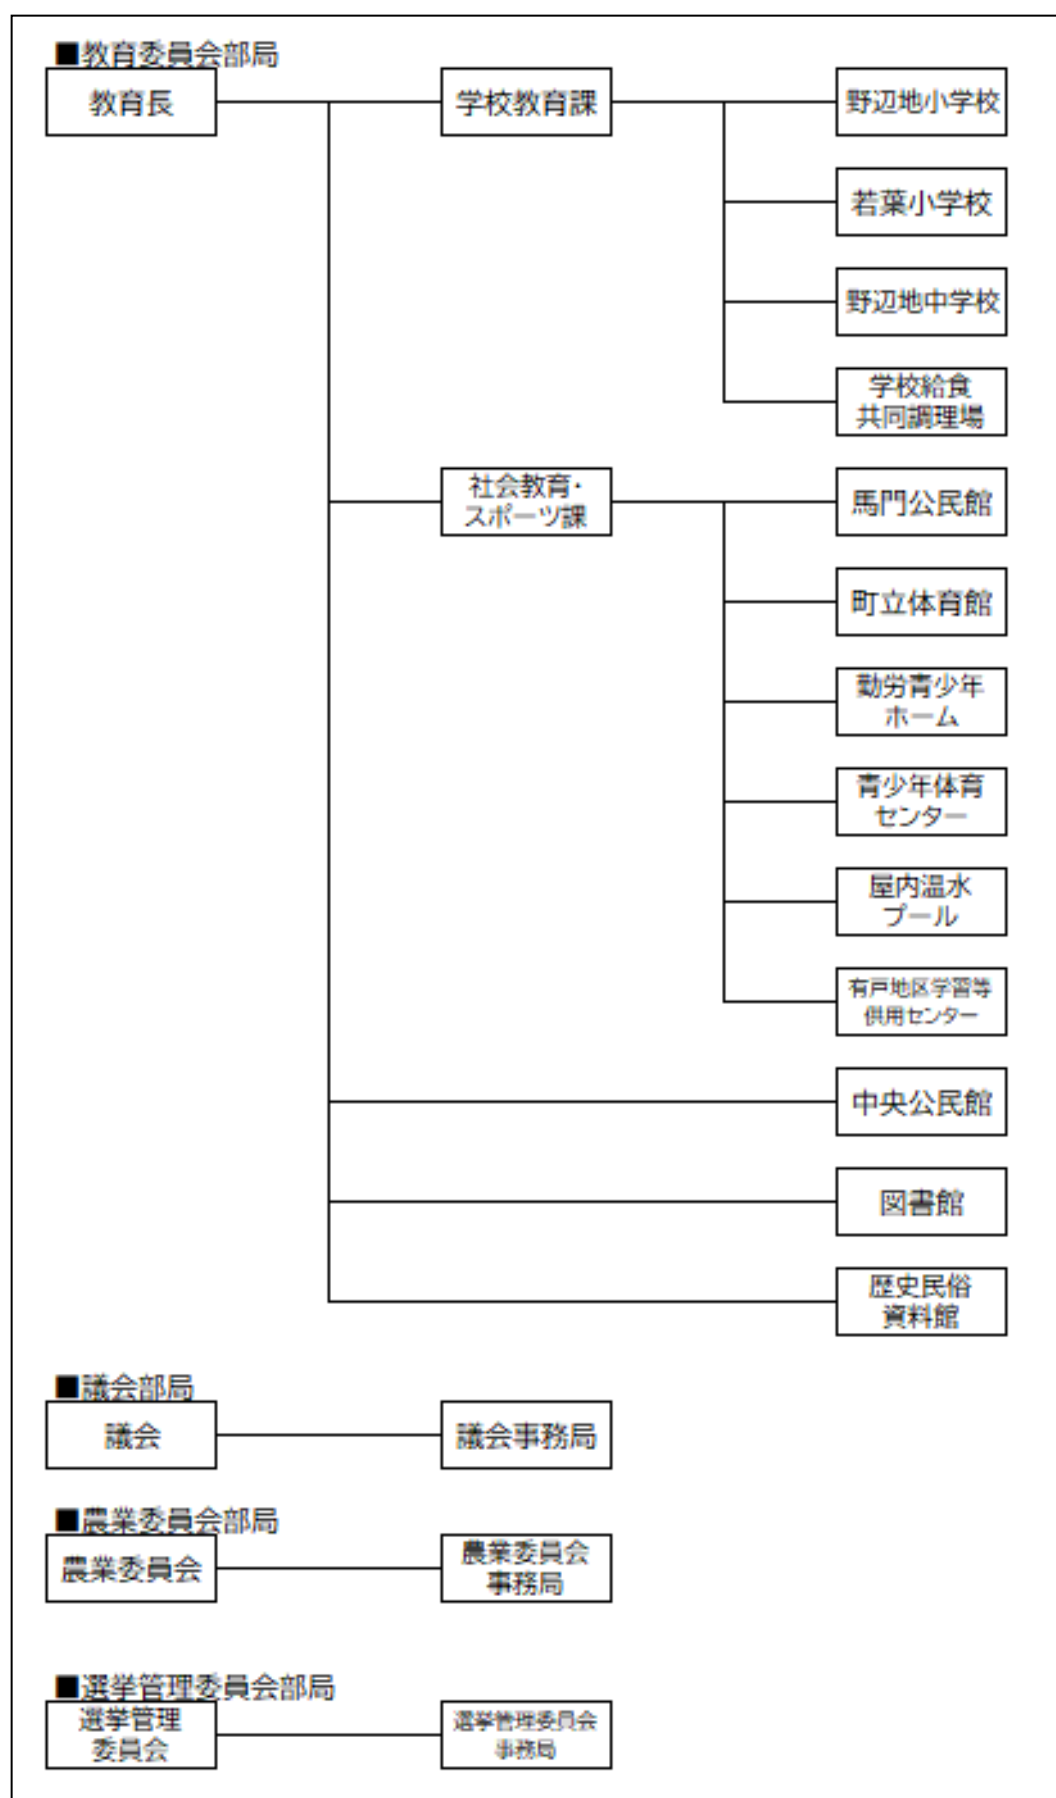 ■教育委員会部局
教育長
学校教育課
野辺地小学校
若葉小学校
野辺地中学校
学校給食
共同調理場
社会教育・
スポーツ課
馬門公民館
町立体育館
勤労青少年
ホーム
青少年体育
センター
屋内温水
プール
有戸地区学習等
供用センター
中央公民館
図書館
歴史民俗
資料館
■議会部局
議会
議会事務局
■農業委員会部局
農業委員会
農業委員会
事務局
■選挙管理委員会部局
選挙管理
委員会
選挙管理委員会
事務局